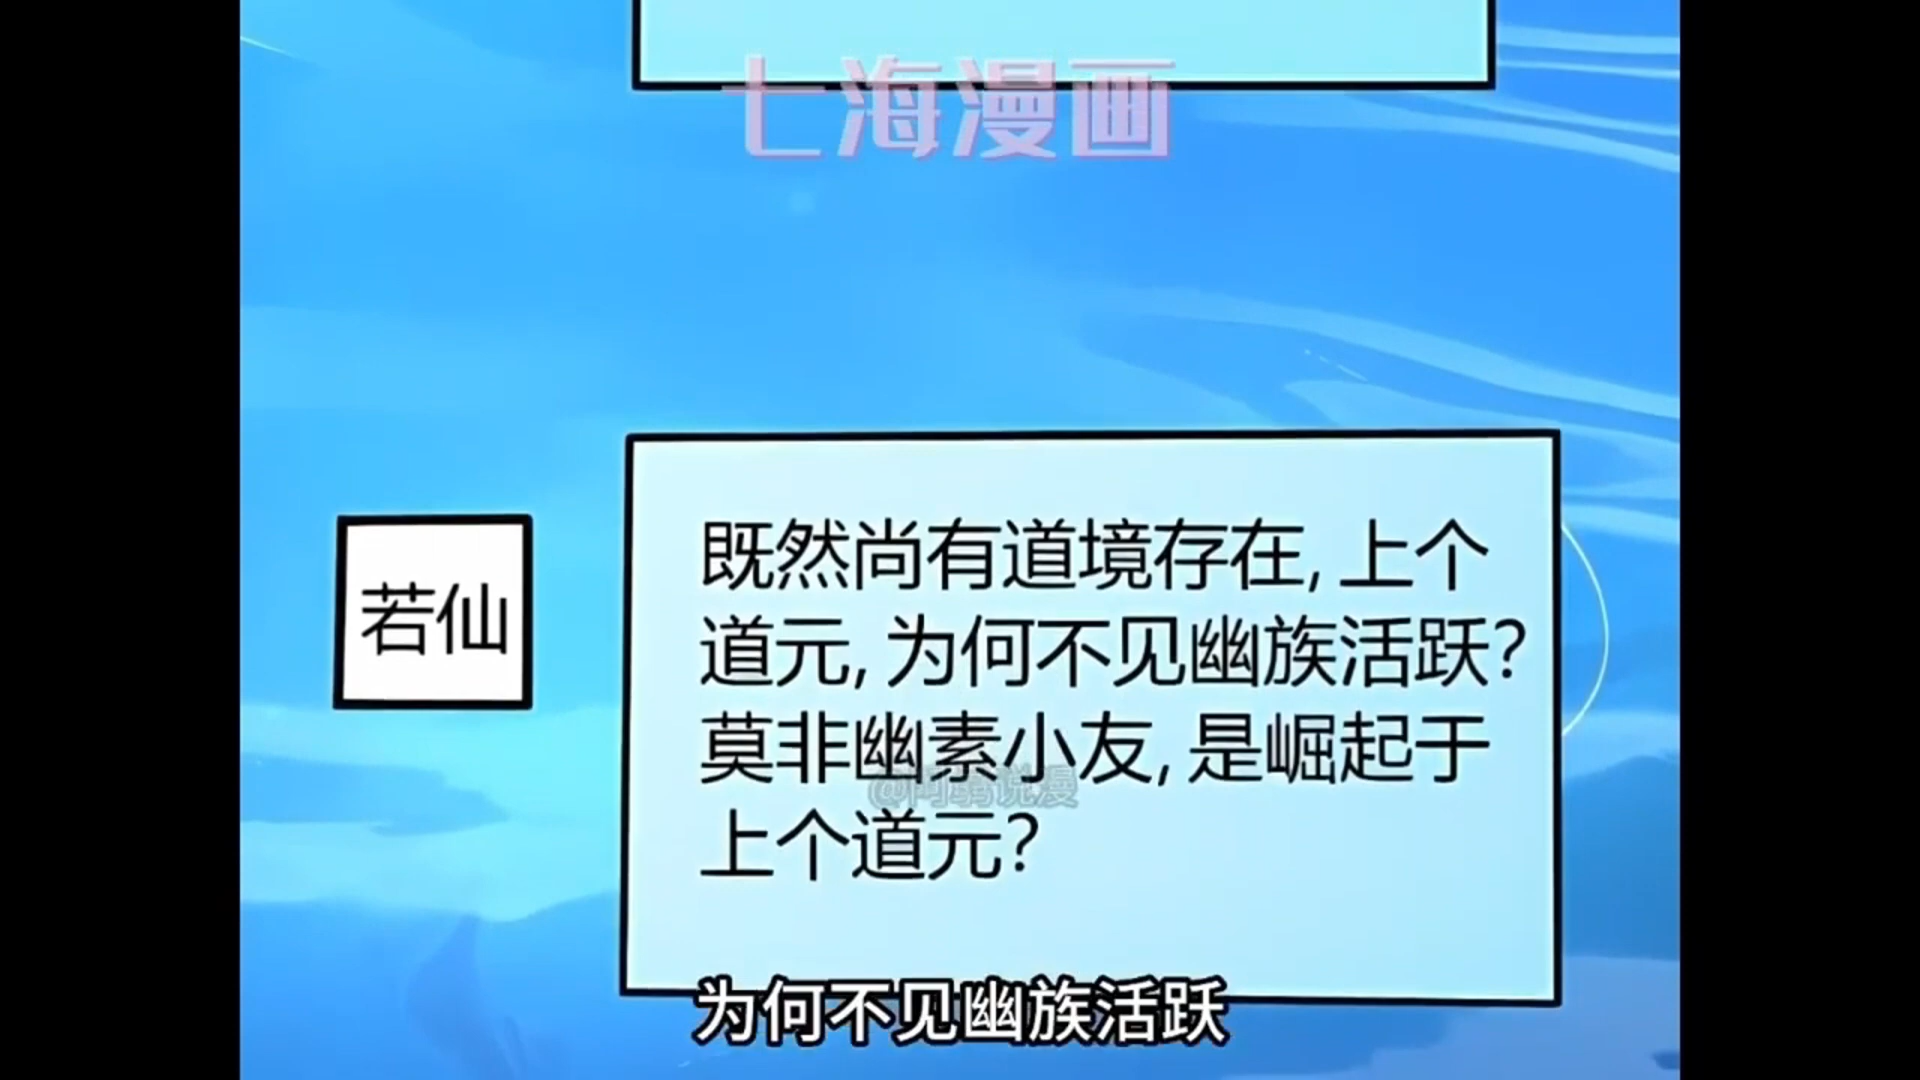 七海漫画
若仙
既然尚有道境存在, 上个
道元, 为何不见幽族活跃?
莫非幽素小友, 是崛起于
上个道元?
为何不见幽族活跃